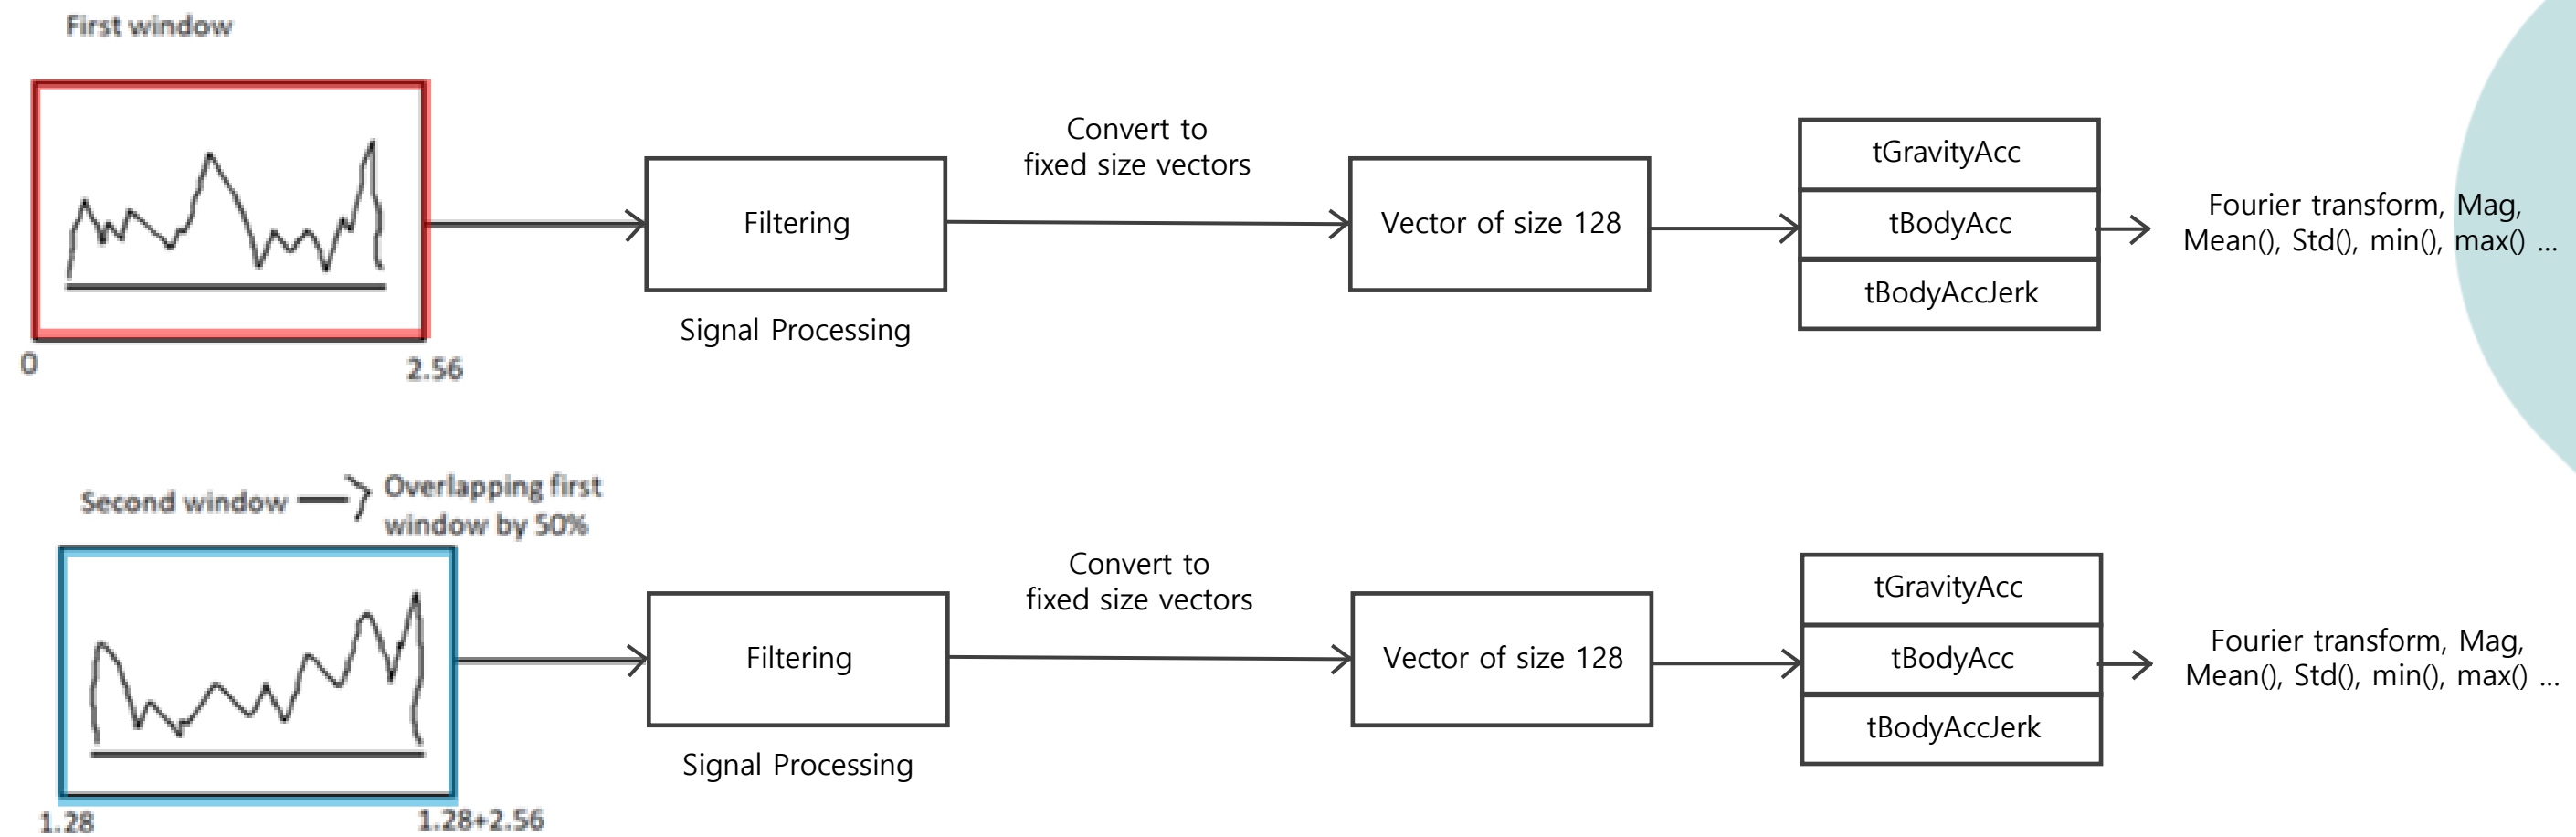 First window
0
2.56
Filtering
Signal Processing
Convert to
fixed size vectors
Vector of size 128
tGravityAcc
tBodyAcc
tBodyAccJerk
Fourier transform, Mag,
Mean(), Std(), min(), max() ...
Second window
Overlapping first
window by 50%
1.28
1.28+2.56
Filtering
Signal Processing
Convert to
fixed size vectors
Vector of size 128
tGravityAcc
tBodyAcc
tBodyAccJerk
Fourier transform, Mag,
Mean(), Std(), min(), max() ...